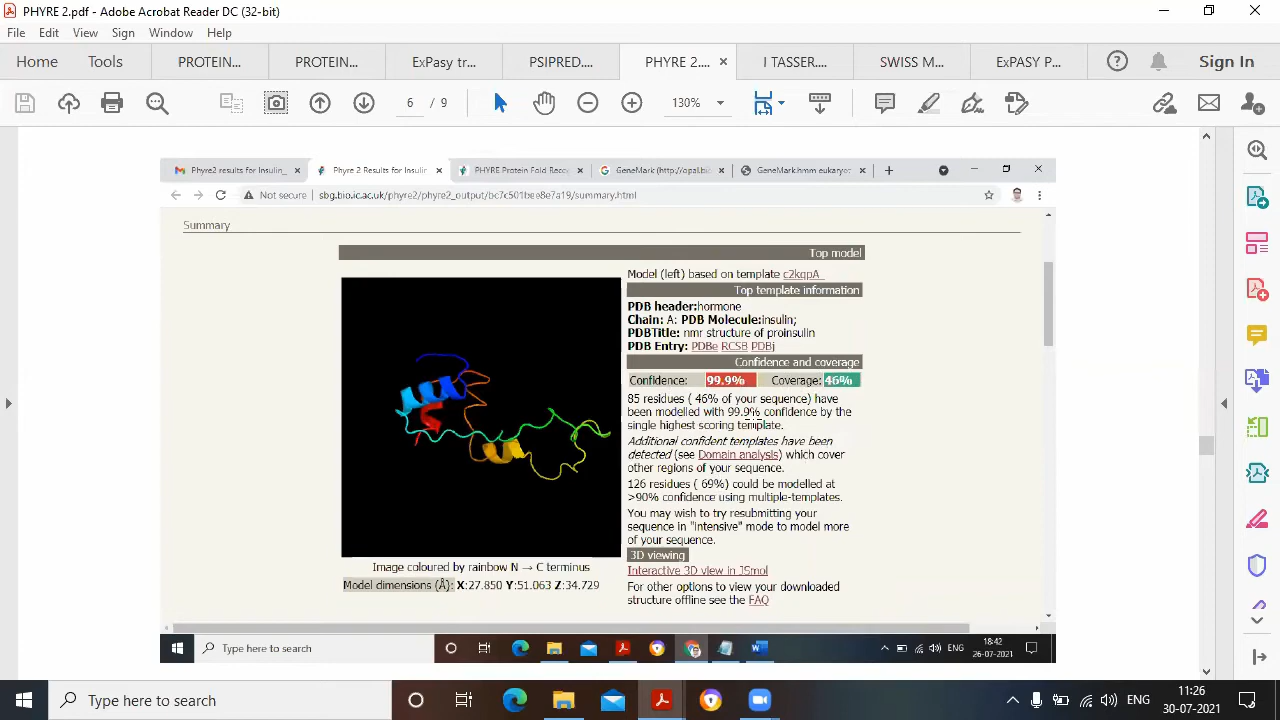 PHYRE 2.pdf - Adobe Acrobat Reader DC (32-bit)
File Edit View Sign Window Help
Home Tools PROTEIN... PROTEIN... ExPasy tr... PSIPRED.... PHYRE 2.... × I TASSER.... SWISS M... ExPASY P... Sign In
6 / 9 130%
Phyre2 results for Insulin_ Phyre 2 Results for Insulin PHYRE Protein Fold Recog GeneMark (http://opal.bi GeneMark.hmm eukaryot
Not secure sbg.bio.ic.ac.uk/phyre2/phyre2_output/bc7c501bee8e7a19/summary.html
Summary
Top model
Model (left) based on template c2kqpA_
Top template information
PDB header:hormone
Chain: A: PDB Molecule:insulin;
PDBTitle: nmr structure of proinsulin
PDB Entry: PDBe RCSB PDBj
Confidence and coverage
Confidence: 99.9% Coverage: 46%
85 residues ( 46% of your sequence) have
been modelled with 99.9% confidence by the
single highest scoring template.
Additional confident templates have been
detected (see Domain analysis) which cover
other regions of your sequence.
126 residues ( 69%) could be modelled at
>90% confidence using multiple-templates.
You may wish to try resubmitting your
sequence in "intensive" mode to model more
of your sequence.
3D viewing
Interactive 3D view in JSmol
For other options to view your downloaded
structure offline see the FAQ
Image coloured by rainbow N → C terminus
Model dimensions (Å): X:27.850 Y:51.063 Z:34.729
Type here to search ENG 18:42
26-07-2021
Type here to search ENG 11:26
30-07-2021